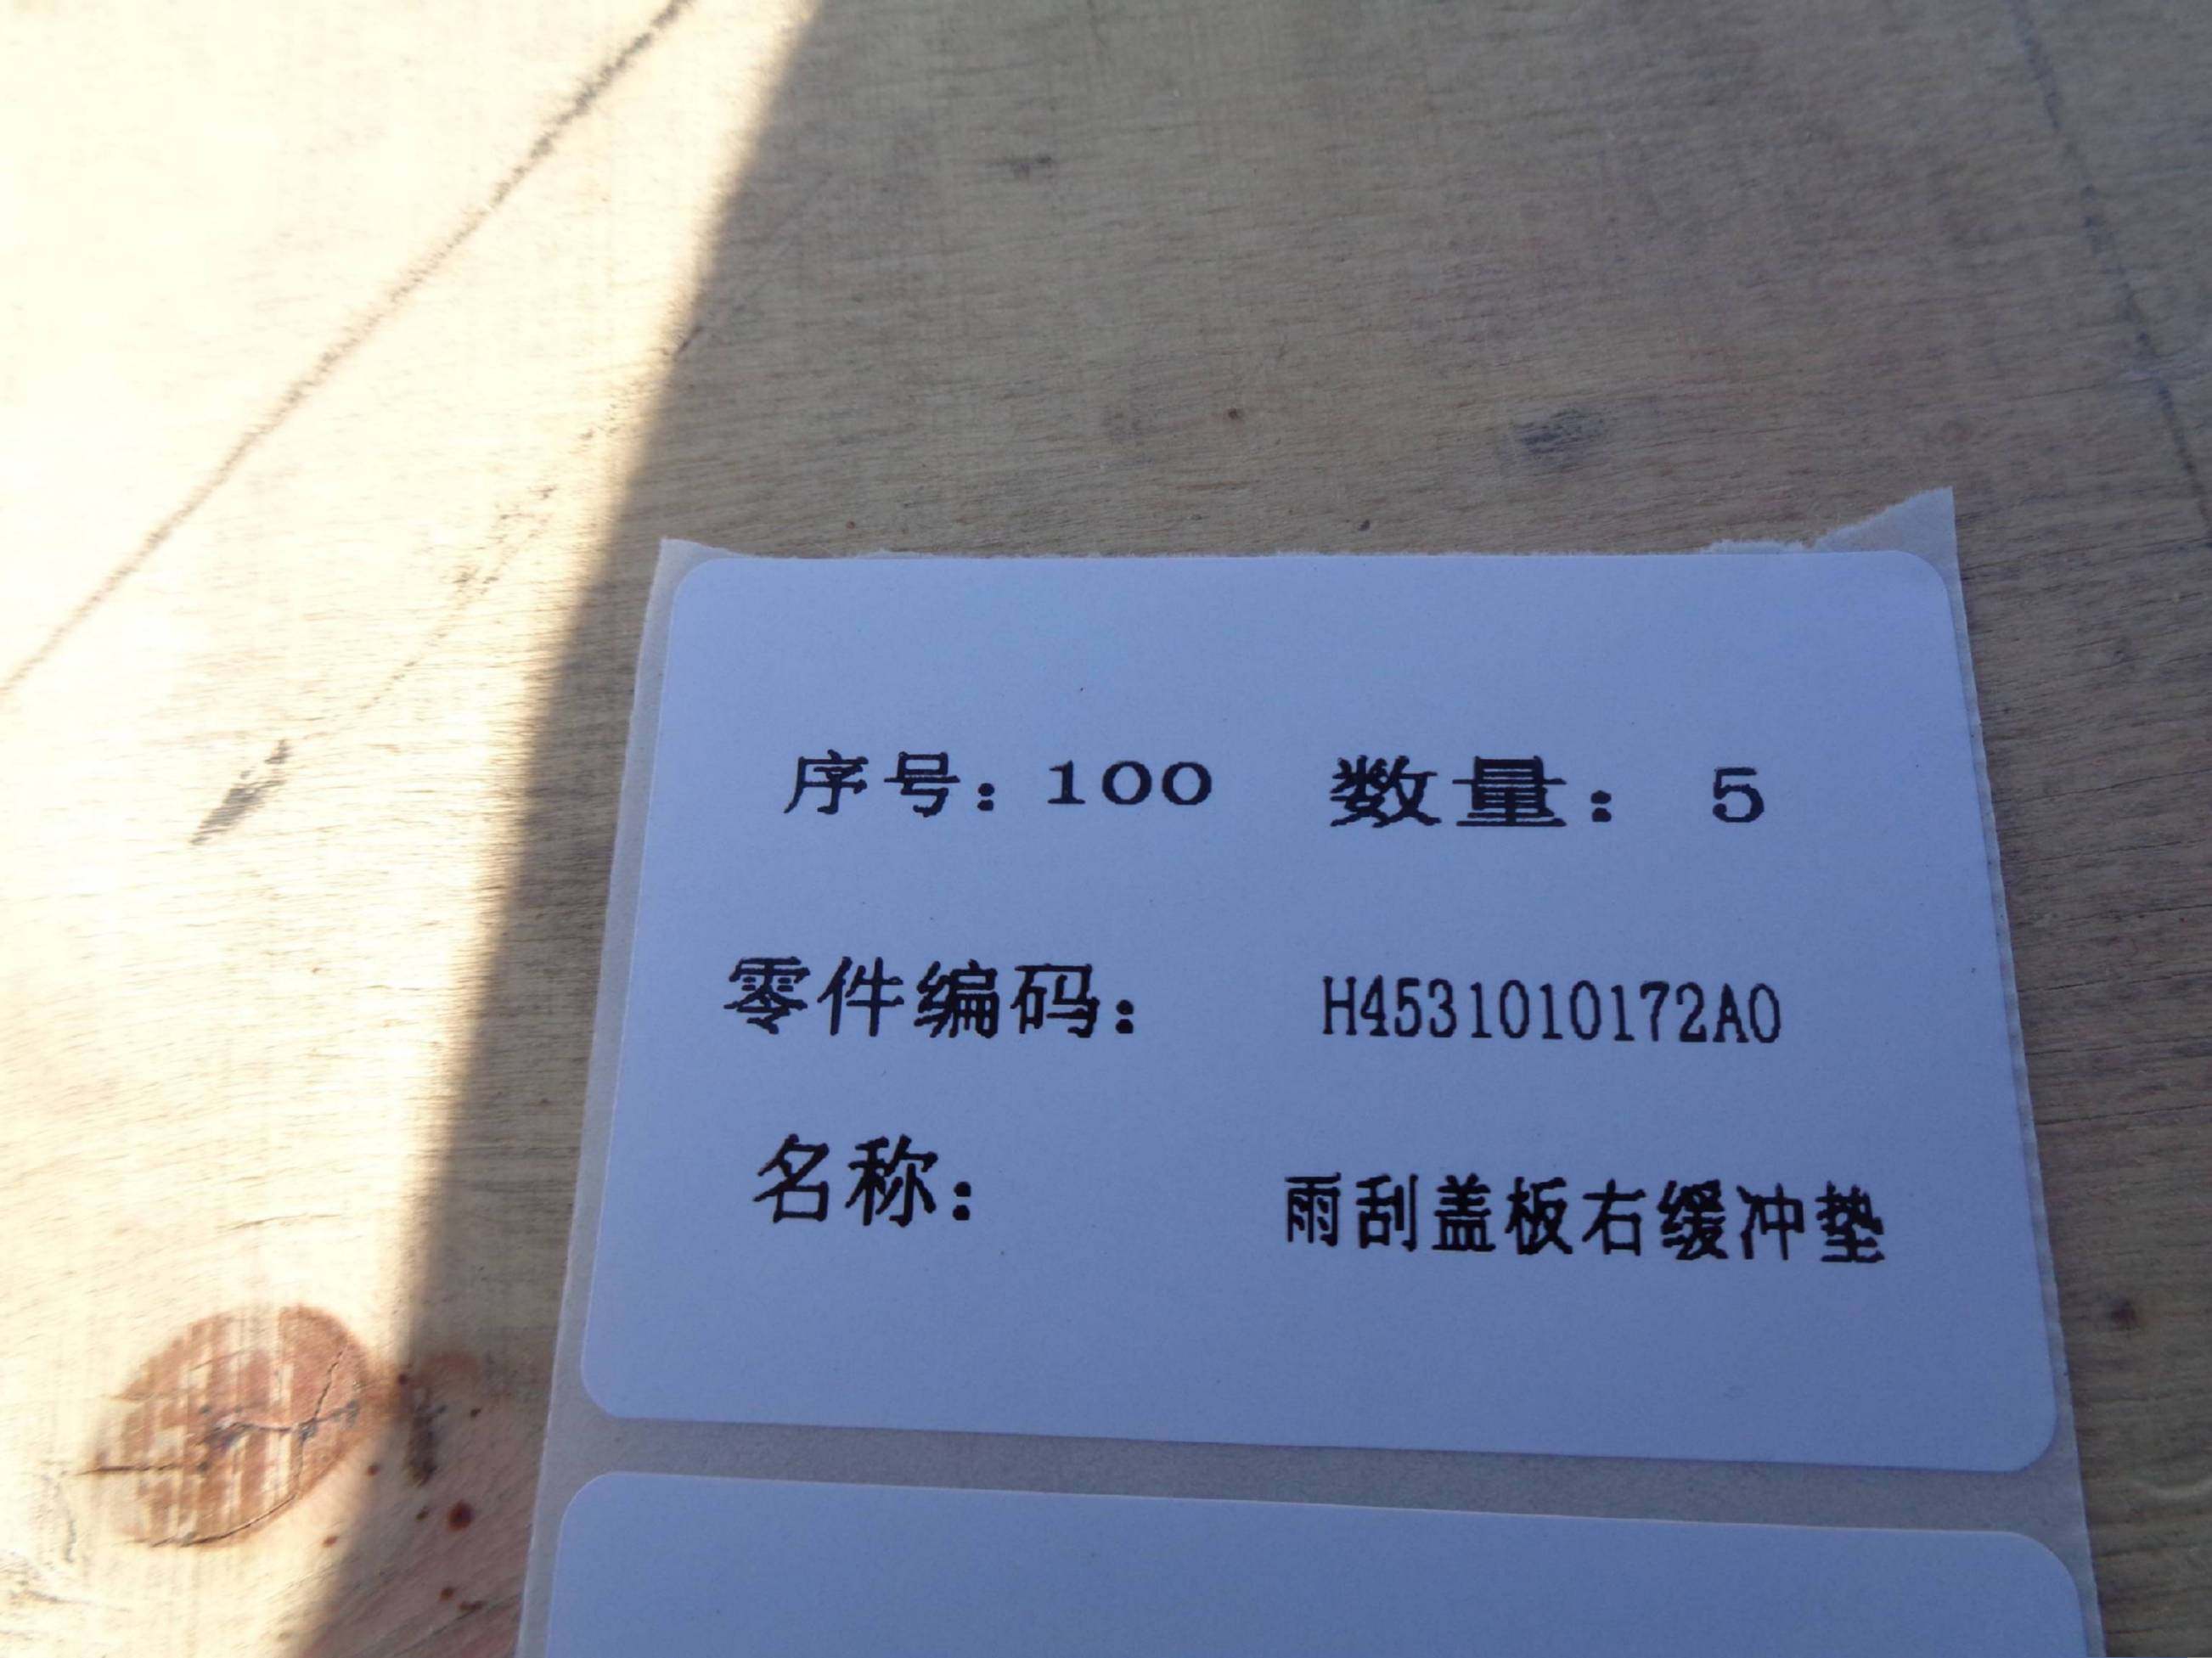 序号：100 数量： 5
零件编码： H4531010172A0
名称： 雨刮盖板右缓冲垫